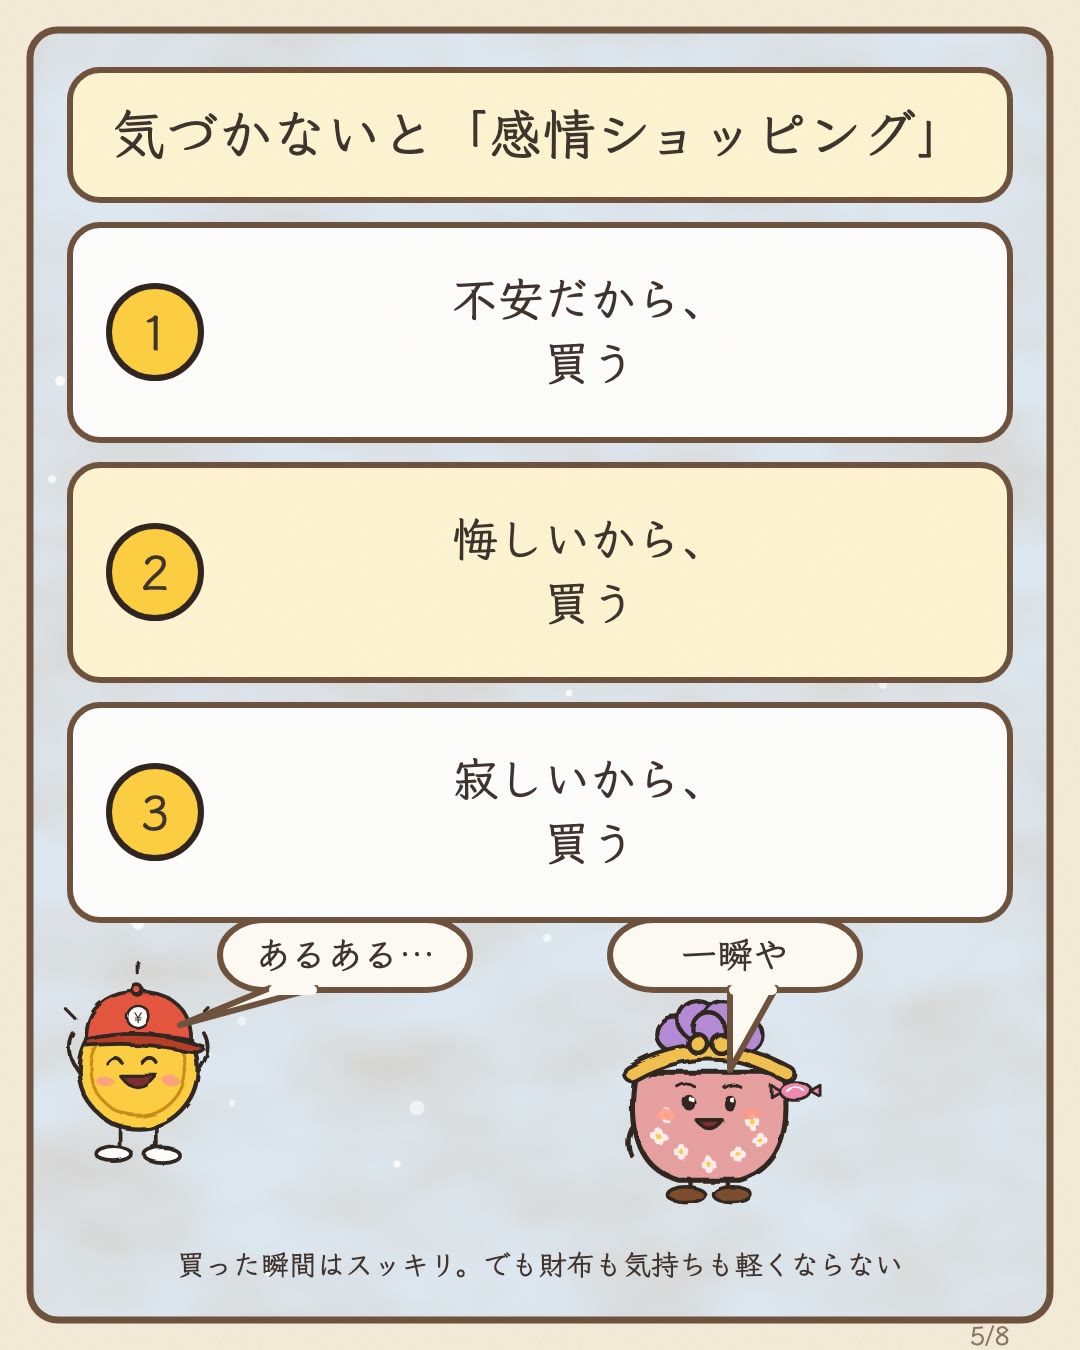 気づかないと「感情ショッピング」
1
不安だから、
買う
2
悔しいから、
買う
3
寂しいから、
買う
あるある…
一瞬や
¥
買った瞬間はスッキリ。でも財布も気持ちも軽くならない
5/8